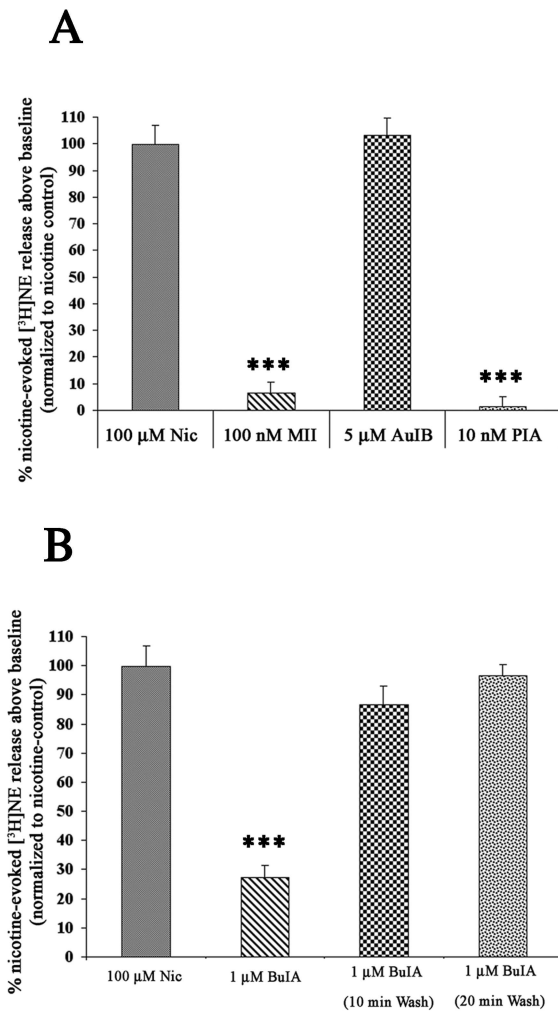 A
% nicotine-evoked [³H]NE release above baseline
(normalized to nicotine control)
110
100
90
80
70
60
50
40
30
20
10
0
***
***
100 µM Nic
100 nM MII
5 µM AuIB
10 nM PIA
B
% nicotine-evoked [³H]NE release above baseline
(normalized to nicotine-control)
110
100
90
80
70
60
50
40
30
20
10
0
***
100 µM Nic
1 µM BuIA
1 µM BuIA
(10 min Wash)
1 µM BuIA
(20 min Wash)